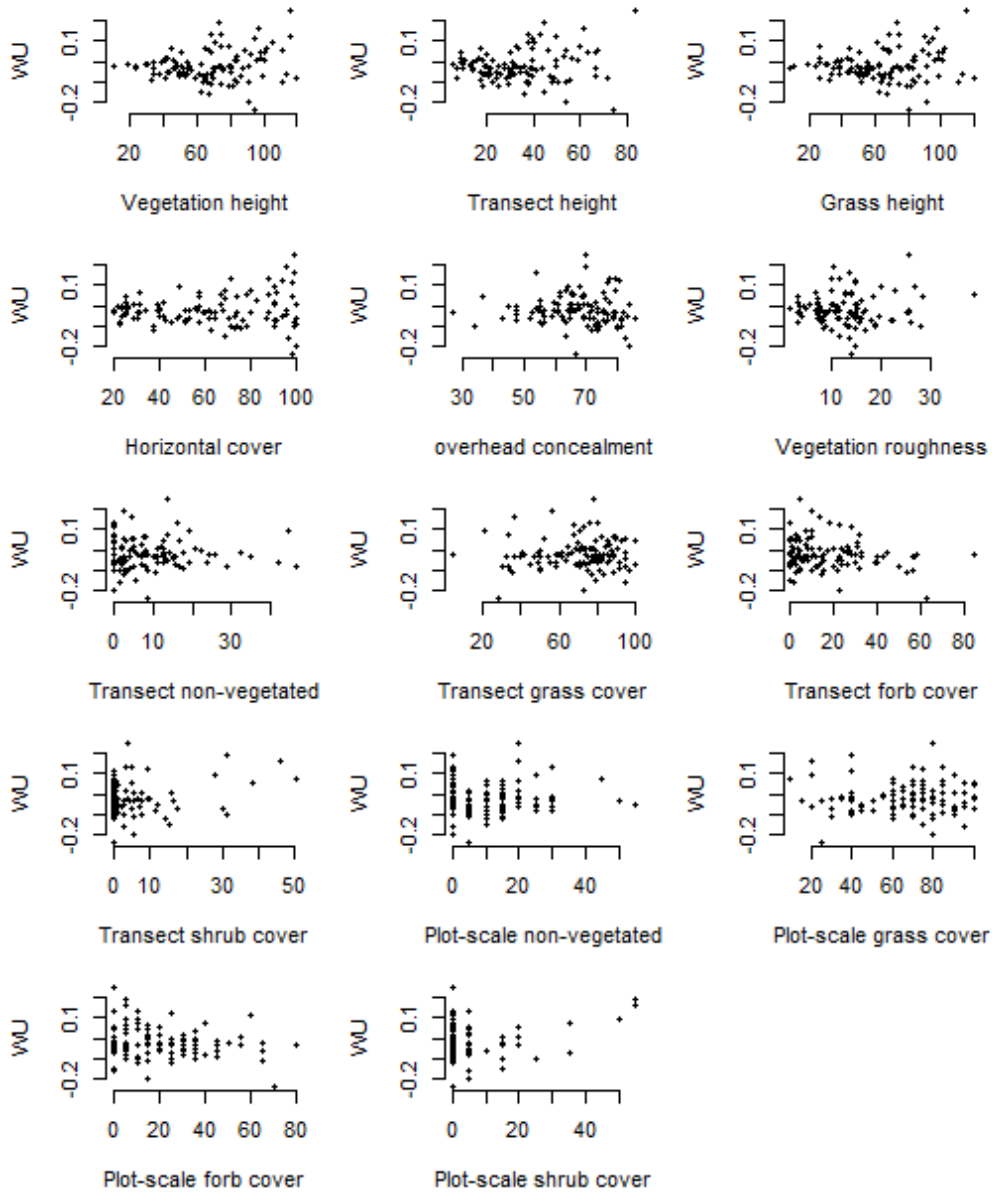 WU 0.1 -0.2 WU 0.1 -0.2 WU 0.1 -0.2
20 60 100 20 40 60 80 20 60 100
Vegetation height Transect height Grass height
WU 0.1 -0.2 WU 0.1 -0.2 WU 0.1 -0.2
20 40 60 80 100 30 50 70 10 20 30
Horizontal cover overhead concealment Vegetation roughness
WU 0.1 -0.2 WU 0.1 -0.2 WU 0.1 -0.2
0 10 30 20 60 100 0 20 40 60 80
Transect non-vegetated Transect grass cover Transect forb cover
WU 0.1 -0.2 WU 0.1 -0.2 WU 0.1 -0.2
0 10 30 50 0 20 40 20 40 60 80
Transect shrub cover Plot-scale non-vegetated Plot-scale grass cover
WU 0.1 -0.2 WU 0.1 -0.2
0 20 40 60 80 0 20 40
Plot-scale forb cover Plot-scale shrub cover